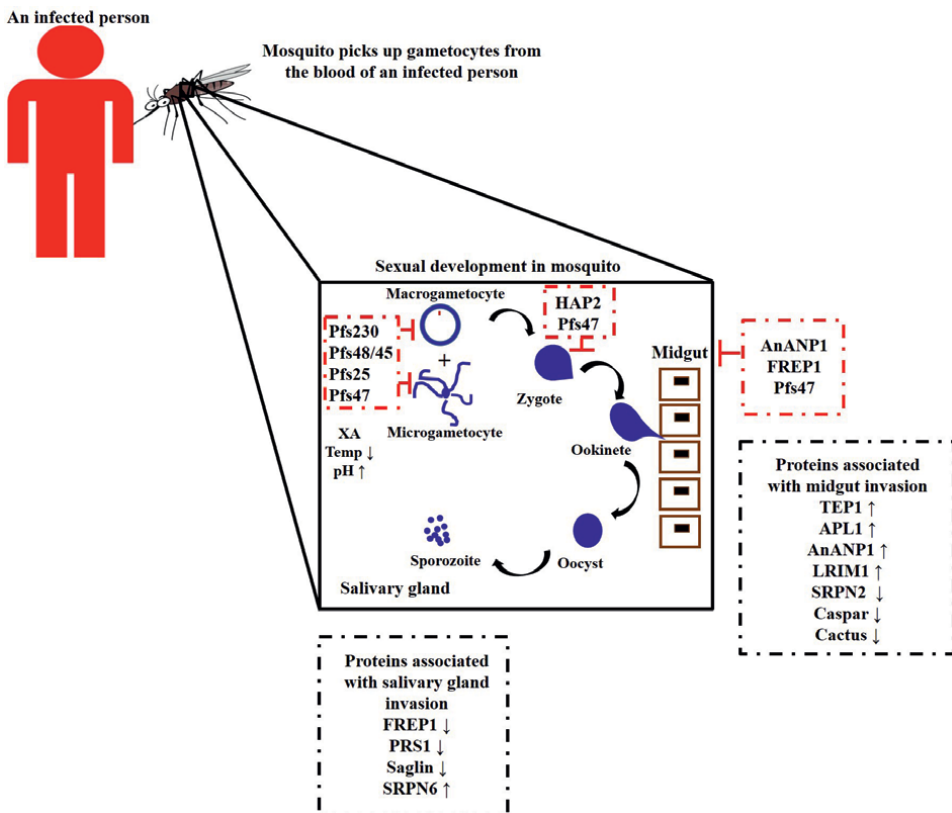 An infected person
Mosquito picks up gametocytes from
the blood of an infected person
Sexual development in mosquito
Macrogametocyte
HAP2
Pfs47
Pfs230
Pfs48/45
Pfs25
Pfs47
+
Midgut
AnANP1
FREP1
Pfs47
Zygote
Microgametocyte
Ookinete
XA
Temp ↓
pH ↑
Proteins associated
with midgut invasion
TEP1 ↑
APL1 ↑
AnANP1 ↑
LRIM1 ↑
SRPN2 ↓
Caspar ↓
Cactus ↓
Sporozoite
Oocyst
Salivary gland
Proteins associated
with salivary gland
invasion
FREP1 ↓
PRS1 ↓
Saglin ↓
SRPN6 ↑